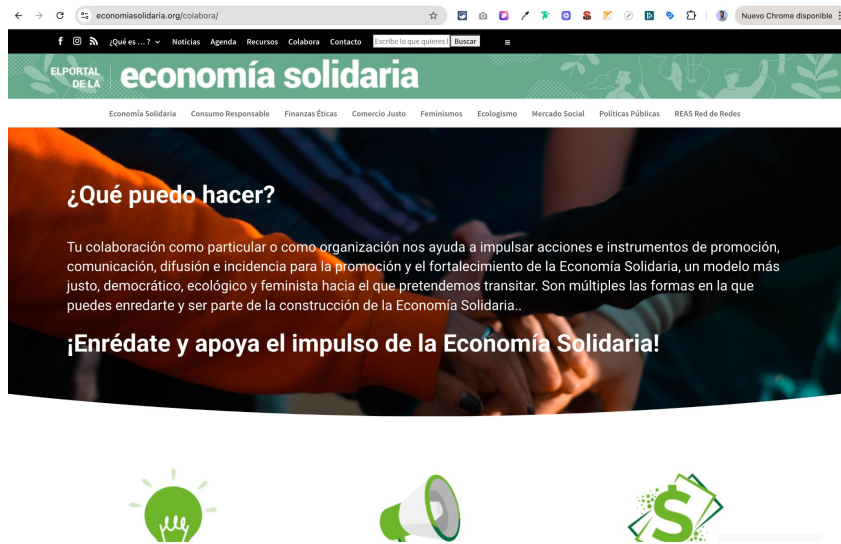 economiasolidaria.org/colabora/
Nuevo Chrome disponible
¿Qué es ... ? Noticias Agenda Recursos Colabora Contacto Escribe lo que quieres Buscar
EL PORTAL DE LA economía solidaria
Economía Solidaria Consumo Responsable Finanzas Éticas Comercio Justo Feminismos Ecologismo Mercado Social Políticas Públicas REAS Red de Redes
¿Qué puedo hacer?
Tu colaboración como particular o como organización nos ayuda a impulsar acciones e instrumentos de promoción,
comunicación, difusión e incidencia para la promoción y el fortalecimiento de la Economía Solidaria, un modelo más
justo, democrático, ecológico y feminista hacia el que pretendemos transitar. Son múltiples las formas en la que
puedes enredarte y ser parte de la construcción de la Economía Solidaria..
¡Enrédate y apoya el impulso de la Economía Solidaria!